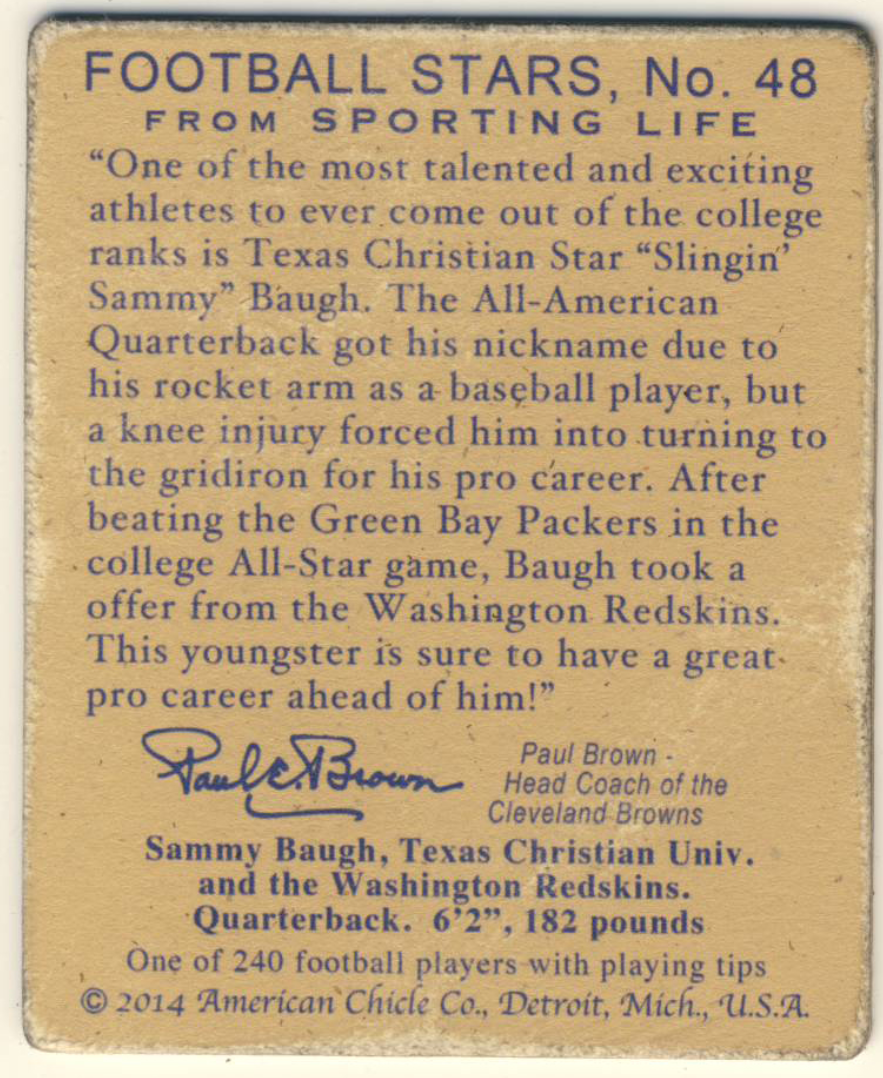 FOOTBALL STARS, No. 48
FROM SPORTING LIFE
“One of the most talented and exciting
athletes to ever come out of the college
ranks is Texas Christian Star “Slingin’
Sammy” Baugh. The All-American
Quarterback got his nickname due to
his rocket arm as a baseball player, but
a knee injury forced him into turning to
the gridiron for his pro career. After
beating the Green Bay Packers in the
college All-Star game, Baugh took a
offer from the Washington Redskins.
This youngster is sure to have a great
pro career ahead of him!”
Paul E. Brown
Paul Brown -
Head Coach of the
Cleveland Browns
Sammy Baugh, Texas Christian Univ.
and the Washington Redskins.
Quarterback. 6’2”, 182 pounds
One of 240 football players with playing tips
© 2014 American Chicle Co., Detroit, Mich., U.S.A.